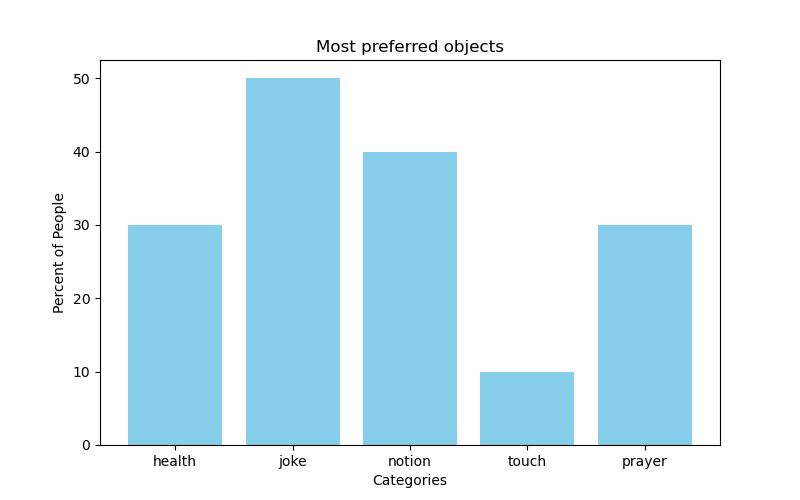 Most preferred objects
Percent of People
50
40
30
20
10
0
health joke notion touch prayer
Categories